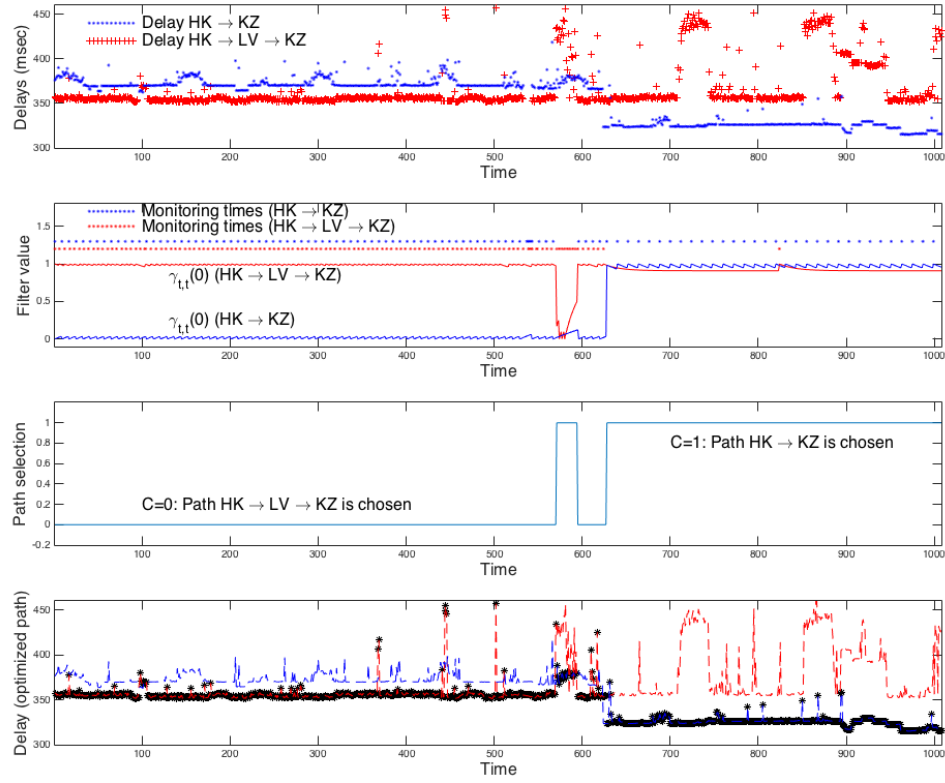 Delays (msec)
450
400
350
300
Delay HK → KZ
Delay HK → LV → KZ
100 200 300 400 500 600 700 800 900 1000
Time
Filter value
1.5
1
0.5
0
Monitoring times (HK → KZ)
Monitoring times (HK → LV → KZ)
γt,t(0) (HK → LV → KZ)
γt,t(0) (HK → KZ)
100 200 300 400 500 600 700 800 900 1000
Time
Path selection
1
0.8
0.6
0.4
0.2
0
-0.2
C=1: Path HK → KZ is chosen
C=0: Path HK → LV → KZ is chosen
100 200 300 400 500 600 700 800 900 1000
Time
Delay (optimized path)
450
400
350
300
100 200 300 400 500 600 700 800 900 1000
Time